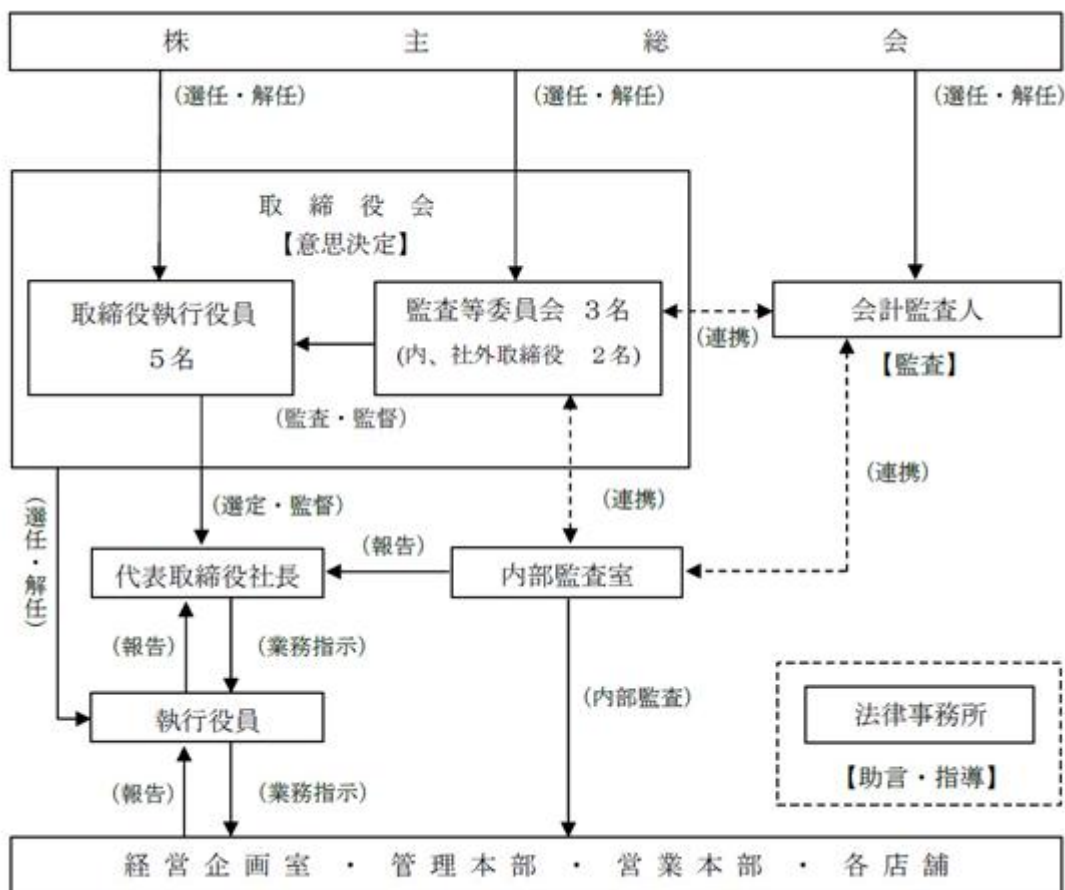 株主総会
(選任・解任)
(選任・解任)
(選任・解任)
取締役会
【意思決定】
取締役執行役員
5名
監査等委員会 3名
(内、社外取締役 2名)
会計監査人
(連携)
【監査】
(監査・監督)
(連携)
(選任・解任)
(選定・監督)
(連携)
(報告)
代表取締役社長
内部監査室
(報告)
(業務指示)
(内部監査)
執行役員
法律事務所
【助言・指導】
(報告)
(業務指示)
経営企画室 ・ 管理本部 ・ 営業本部 ・ 各店舗